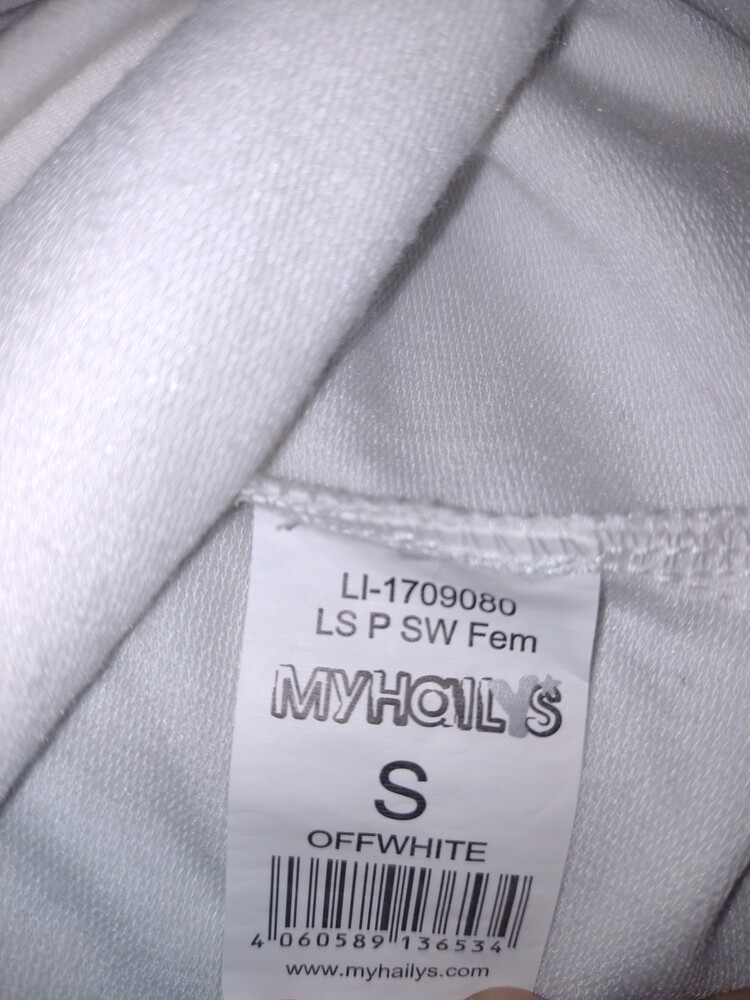 LI-1709080
LS P SW Fem
MYHaiLYS
S
OFFWHITE
4 060589 136534
www.myhailys.com